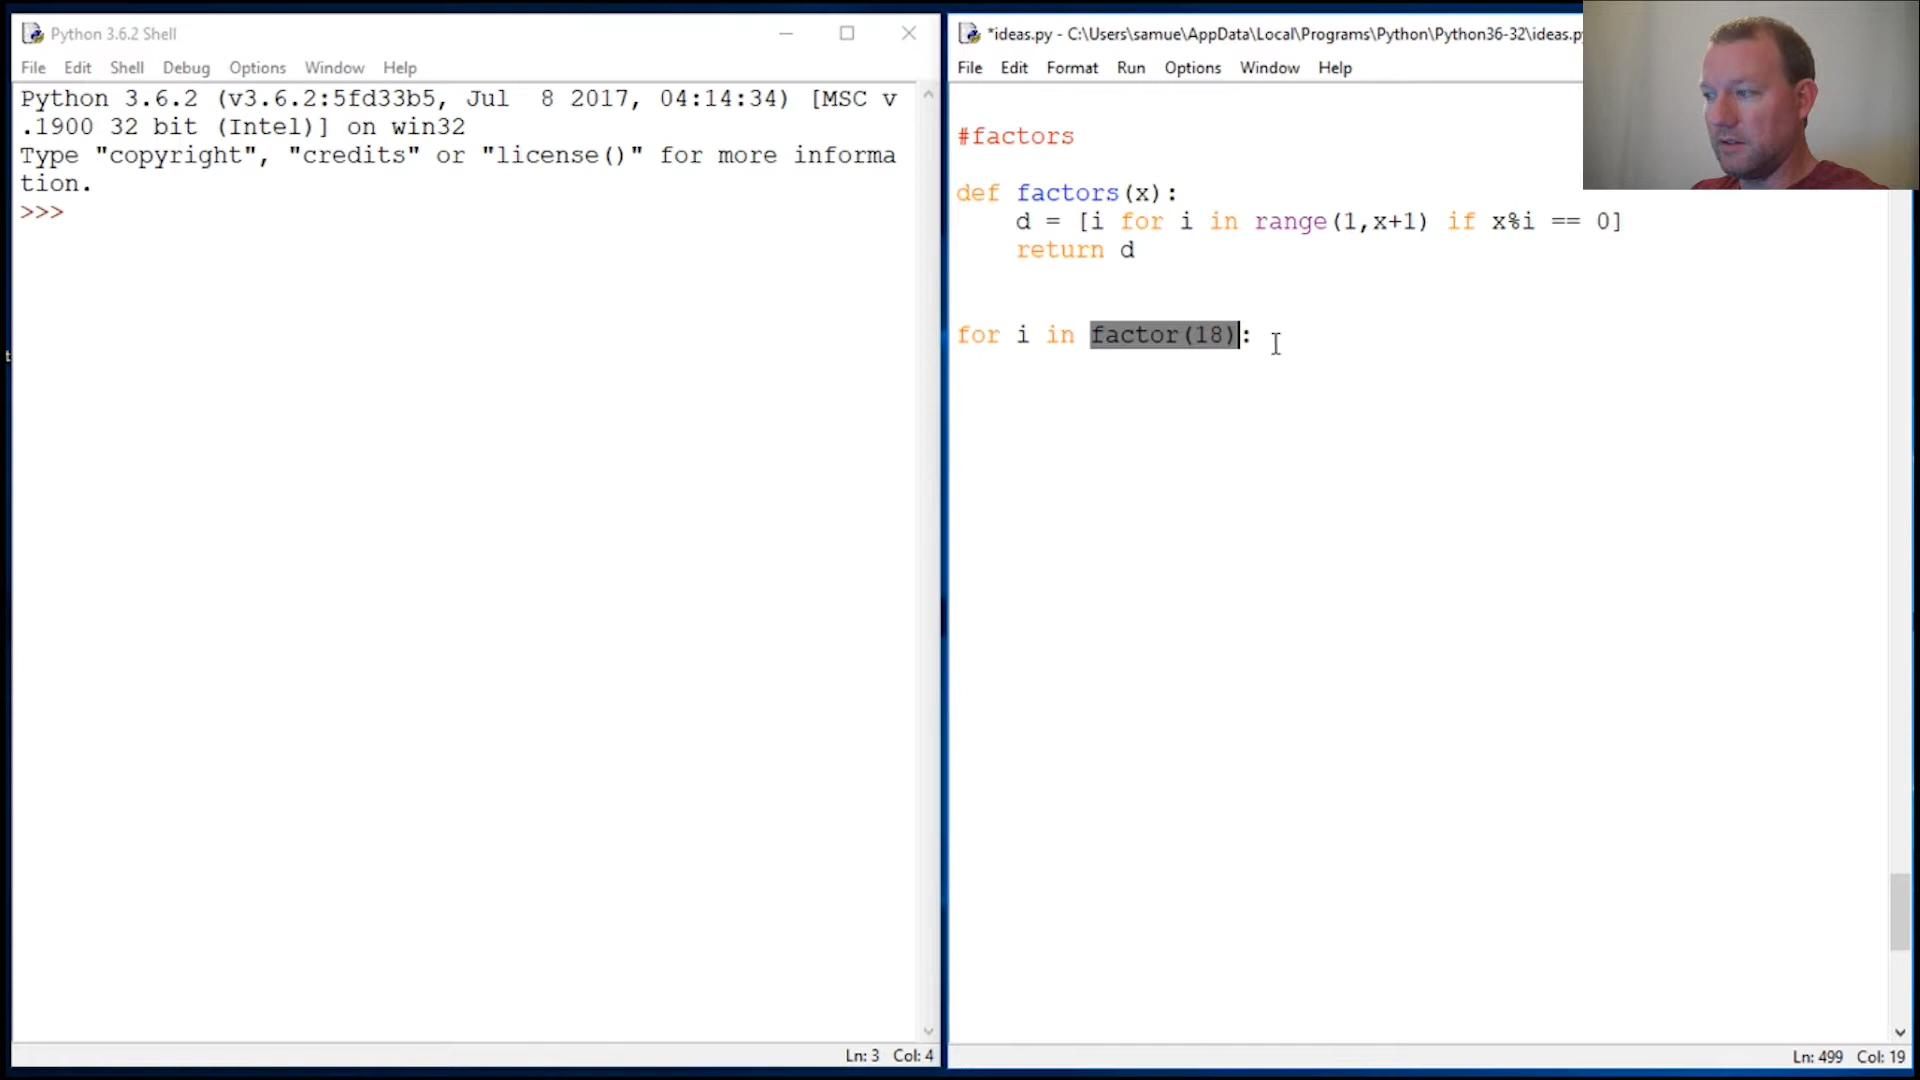 Python 3.6.2 Shell
File Edit Shell Debug Options Window Help
Python 3.6.2 (v3.6.2:5fd33b5, Jul  8 2017, 04:14:34) [MSC v
.1900 32 bit (Intel)] on win32
Type "copyright", "credits" or "license()" for more informa
tion.
>>>
Ln: 3 Col: 4
*ideas.py - C:\Users\samue\AppData\Local\Programs\Python\Python36-32\ideas.py
File Edit Format Run Options Window Help
#factors
def factors(x):
    d = [i for i in range(1,x+1) if x%i == 0]
    return d
for i in factor(18):
Ln: 499 Col: 19